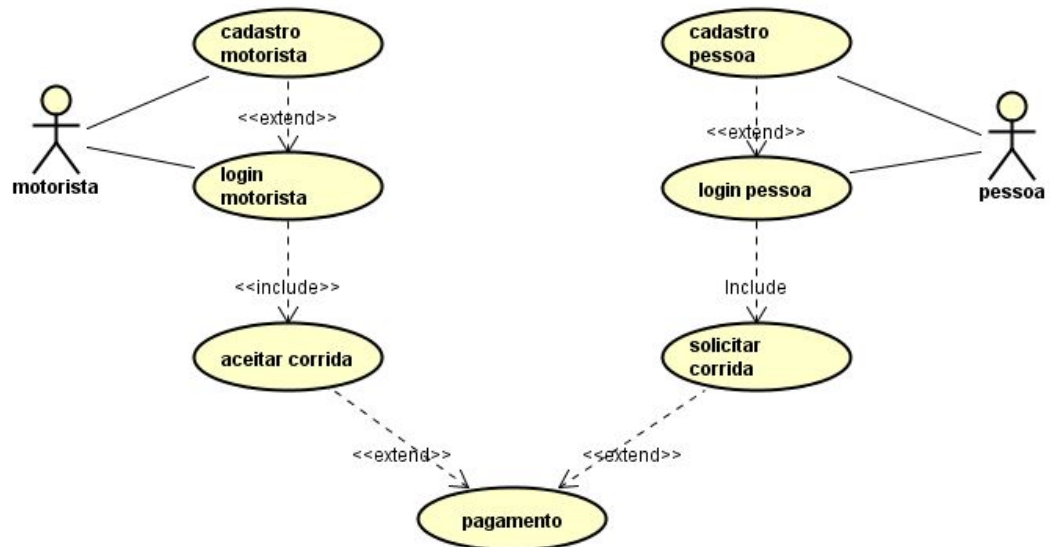 cadastro
motorista
cadastro
pessoa
<<extend>>
<<extend>>
motorista
login
motorista
login pessoa
pessoa
<<include>>
Include
aceitar corrida
solicitar
corrida
<<extend>>
<<extend>>
pagamento